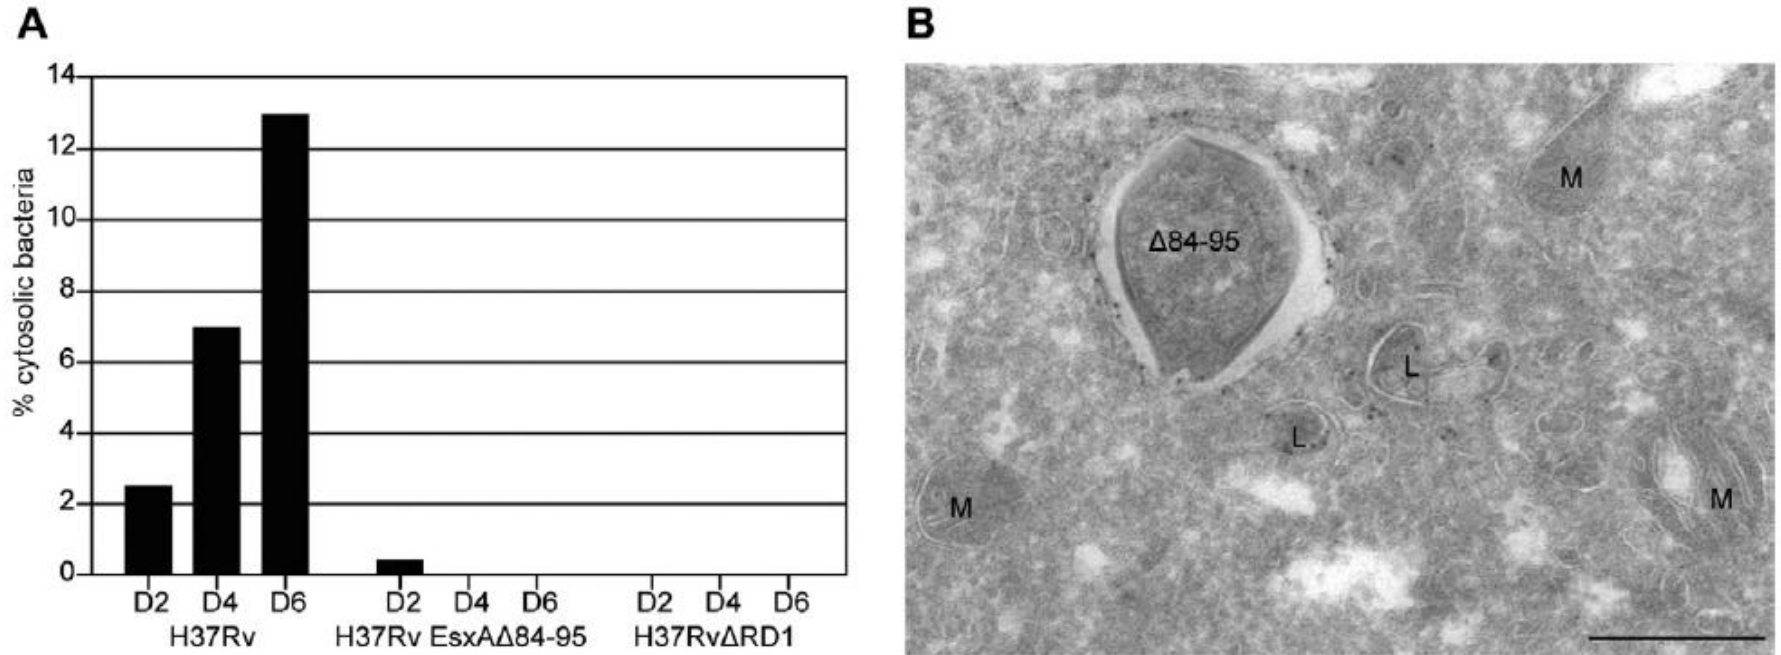 A
14
12
10
8
6
4
2
0
% cytosolic bacteria
D2 D4 D6 D2 D4 D6 D2 D4 D6
H37Rv H37Rv EsxAΔ84-95 H37RvΔRD1
B
M
Δ84-95
L
L
M
M